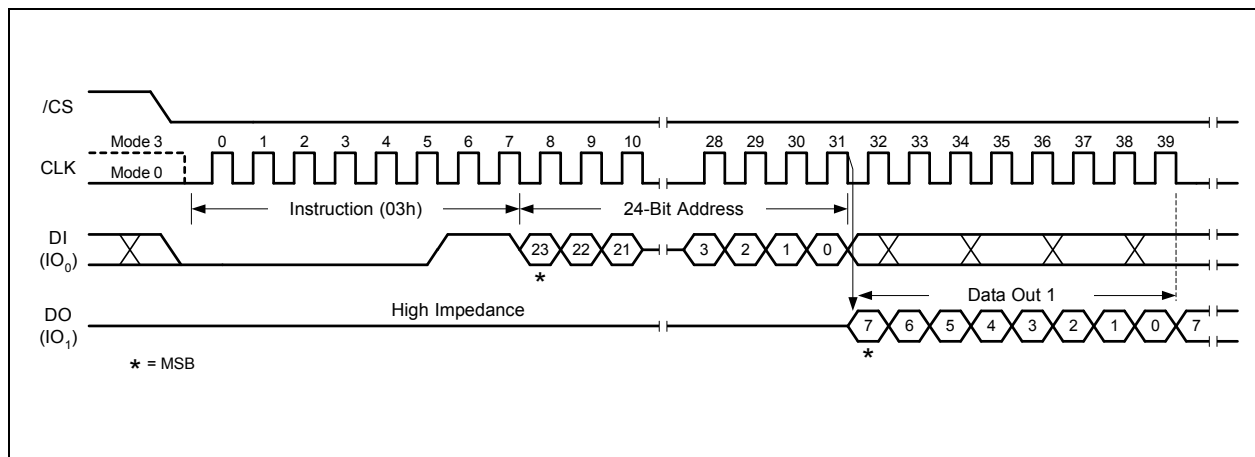 /CS
Mode 3
0 1 2 3 4 5 6 7 8 9 10 28 29 30 31 32 33 34 35 36 37 38 39
CLK
Mode 0
Instruction (03h) 24-Bit Address
DI
(IO0)
23 22 21 3 2 1 0
*
High Impedance
Data Out 1
DO
(IO1)
7 6 5 4 3 2 1 0 7
*
* = MSB